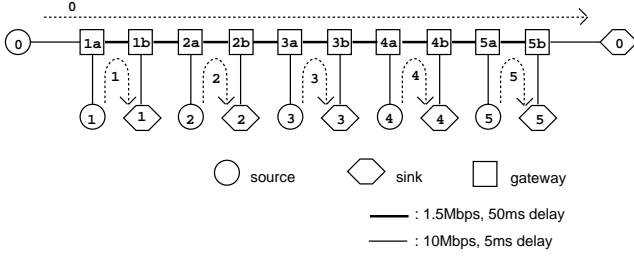 0
0 1a 1b 2a 2b 3a 3b 4a 4b 5a 5b 0
1 2 3 4 5
1 1 2 2 3 3 4 4 5 5
source sink gateway
: 1.5Mbps, 50ms delay
: 10Mbps, 5ms delay